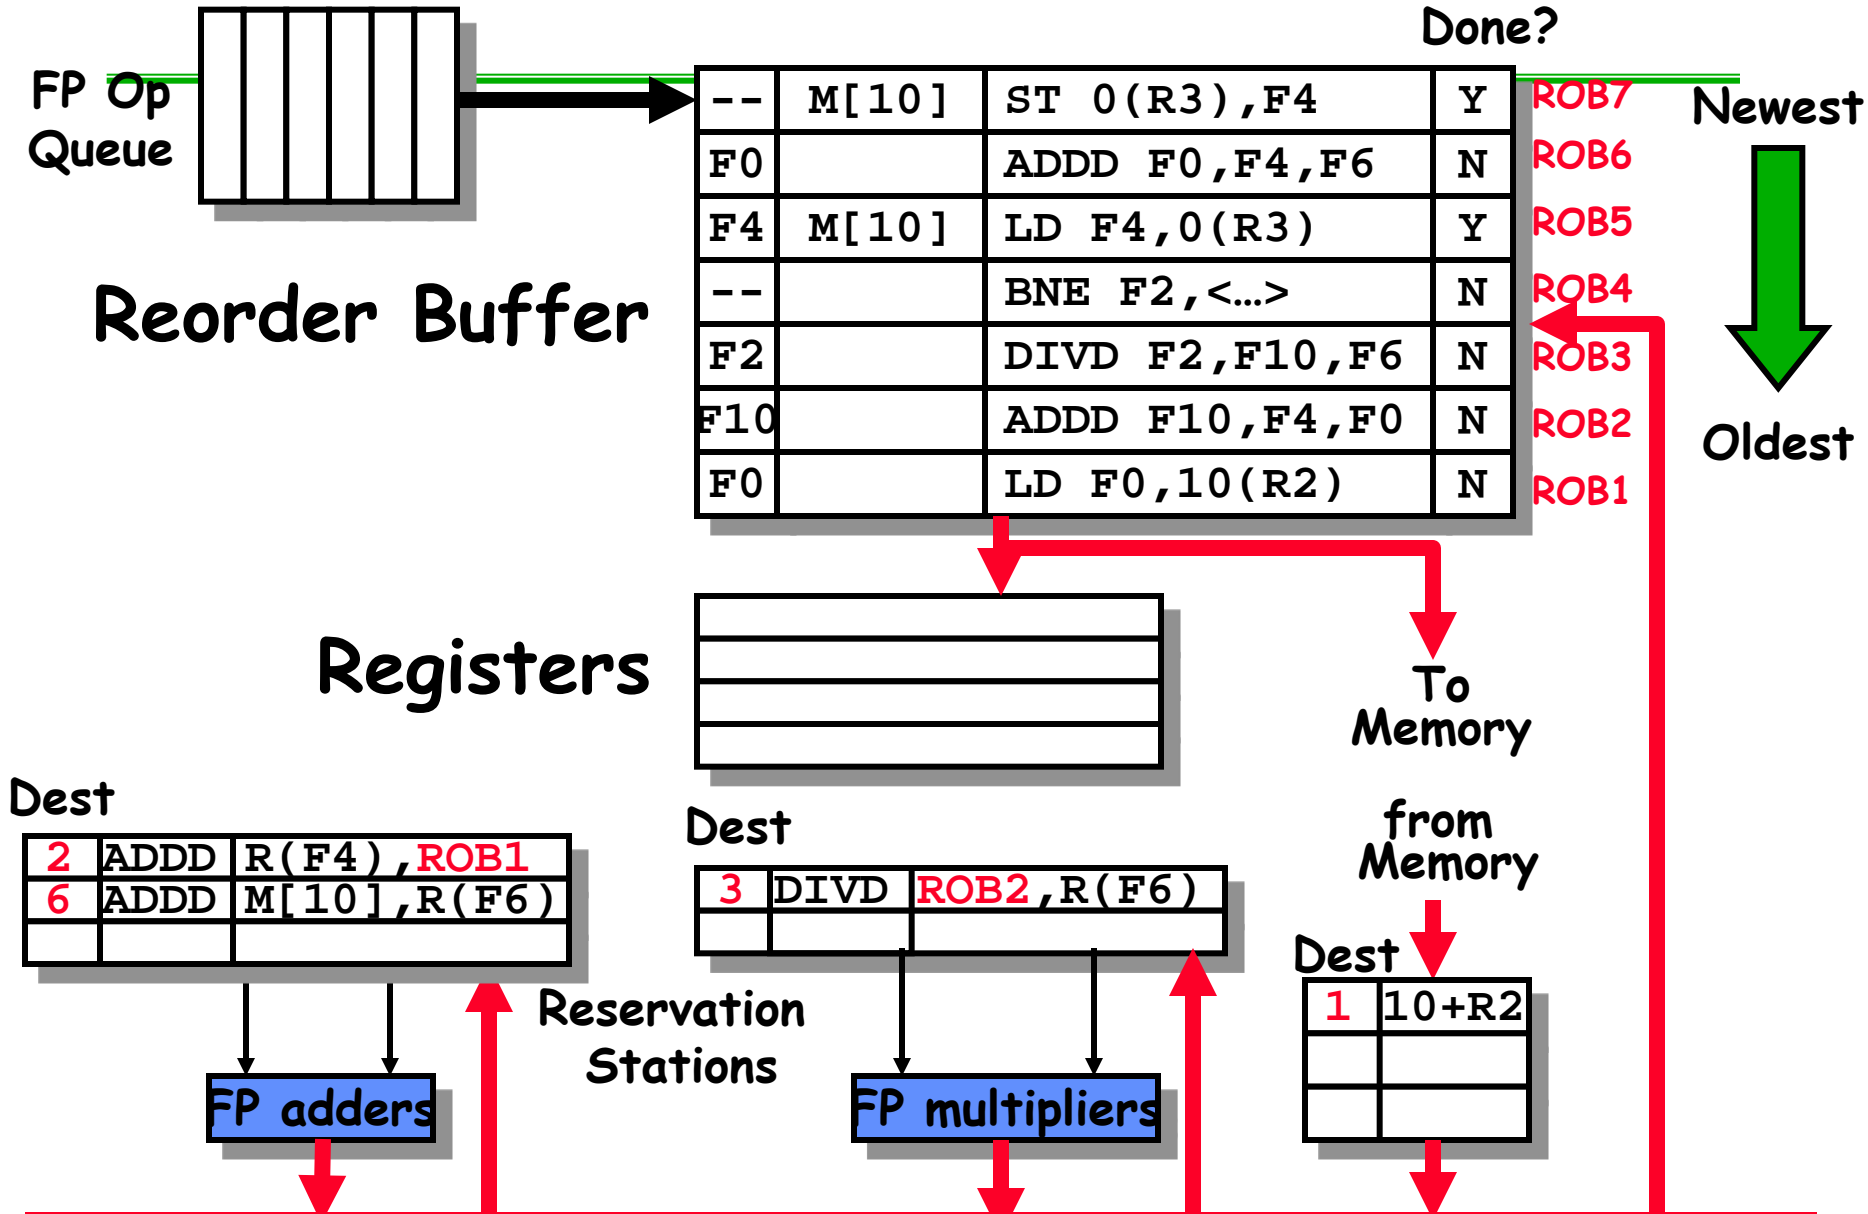 Done?
FP Op
Queue
-- M[10] ST 0(R3),F4 Y ROB7
F0 ADDD F0,F4,F6 N ROB6
F4 M[10] LD F4,0(R3) Y ROB5
-- BNE F2,<…> N ROB4
F2 DIVD F2,F10,F6 N ROB3
F10 ADDD F10,F4,F0 N ROB2
F0 LD F0,10(R2) N ROB1
Newest
Oldest
Reorder Buffer
Registers
To
Memory
from
Memory
Dest
2 ADDD R(F4),ROB1
6 ADDD M[10],R(F6)
Dest
3 DIVD ROB2,R(F6)
Dest
1 10+R2
Reservation
Stations
FP adders
FP multipliers